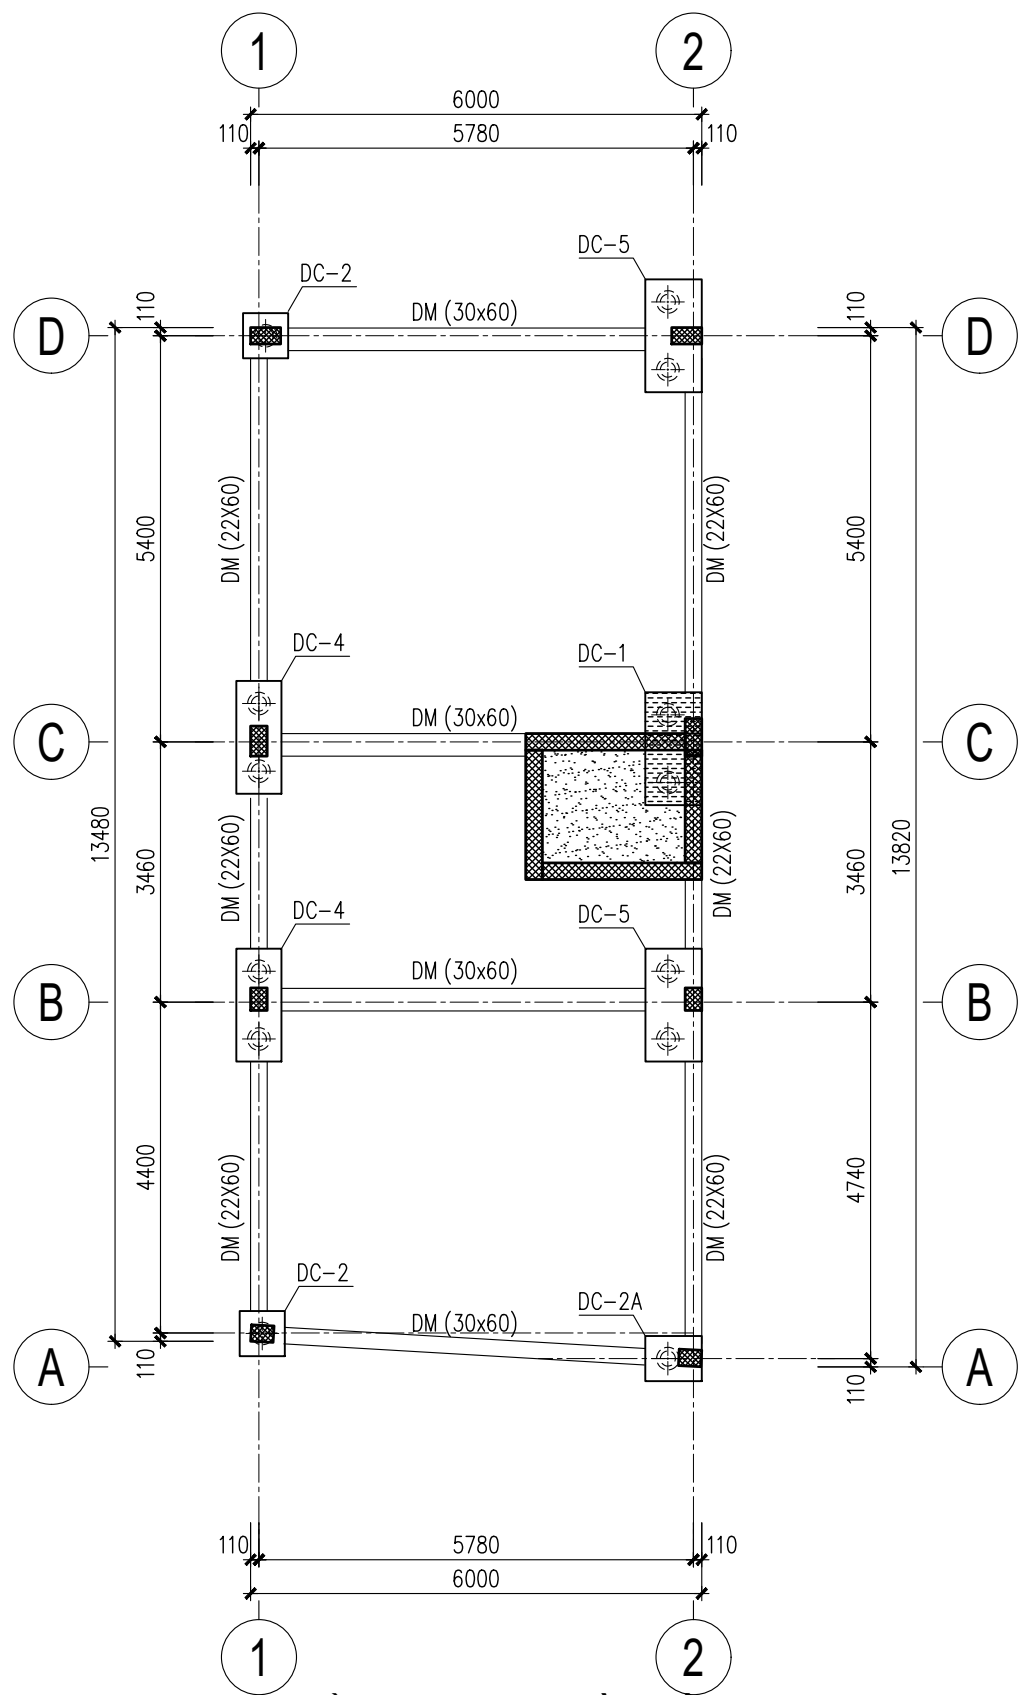 1
2
6000
110
5780
110
DC-5
DC-2
110
DM (30x60)
110
D
D
DM (22X60)
DM (22X60)
5400
5400
DC-4
DC-1
C
DM (30x60)
C
13480
3460
DM (22X60)
DM (22X60)
3460
13820
DC-4
DC-5
DM (30x60)
B
B
4400
DM (22X60)
DM (22X60)
4740
DC-2
DC-2A
DM (30x60)
A
110
110
A
110
5780
110
6000
1
2